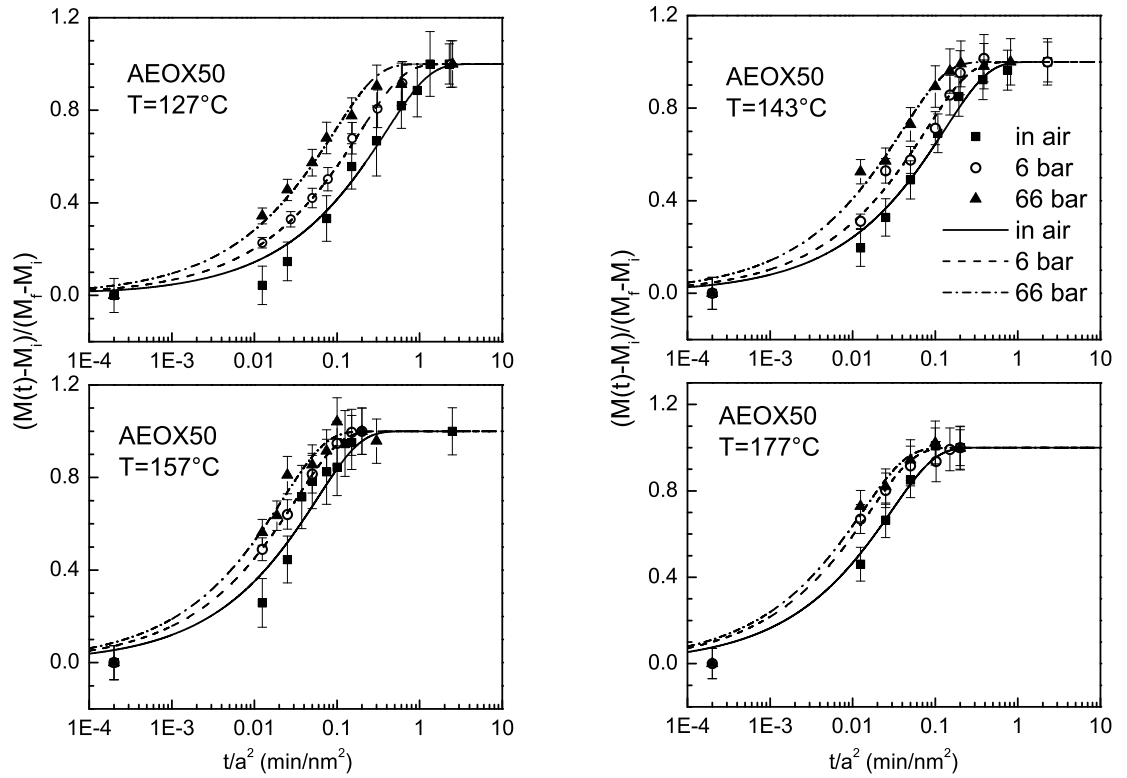 1.2
0.8
0.4
0.0
AEOX50
T=127°C
1E-4 1E-3 0.01 0.1 1 10
1.2
0.8
0.4
0.0
AEOX50
T=143°C
in air
6 bar
66 bar
in air
6 bar
66 bar
1E-4 1E-3 0.01 0.1 1 10
(M(t)-Mᵢ)/(M_f-Mᵢ)
(M(t)-Mᵢ)/(M_f-Mᵢ)
1.2
0.8
0.4
0.0
AEOX50
T=157°C
1E-4 1E-3 0.01 0.1 1 10
t/a² (min/nm²)
1.2
0.8
0.4
0.0
AEOX50
T=177°C
1E-4 1E-3 0.01 0.1 1 10
t/a² (min/nm²)